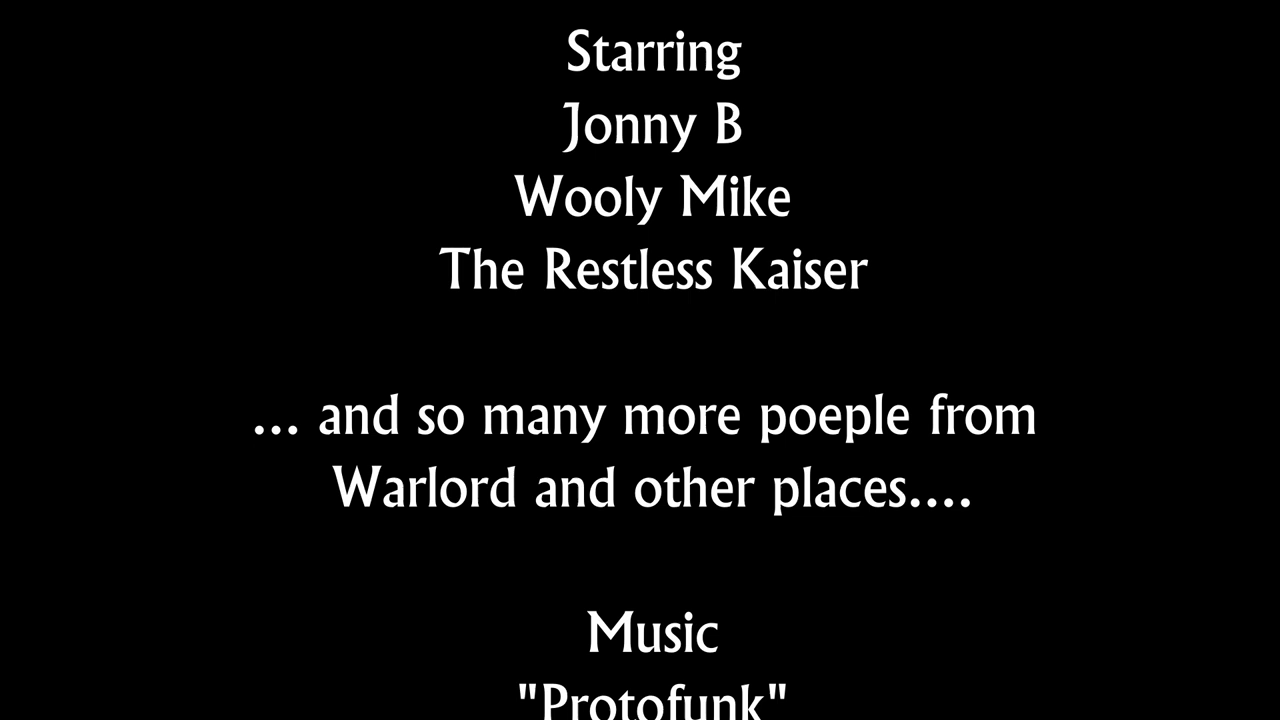 Starring
Jonny B
Wooly Mike
The Restless Kaiser
... and so many more poeple from
Warlord and other places....
Music
"Protofunk"